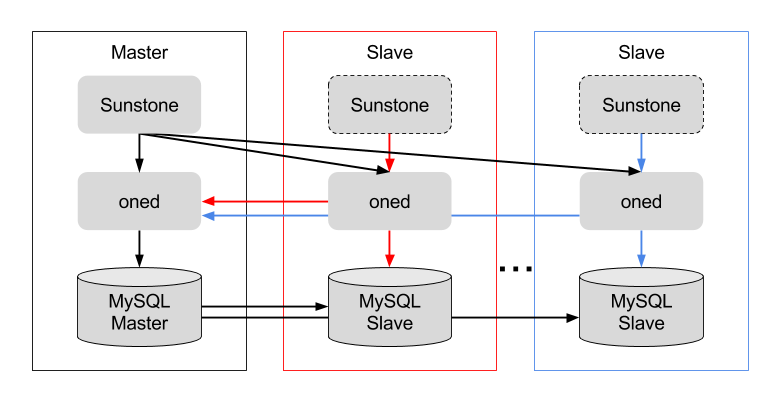 Master
Slave
Slave
Sunstone
Sunstone
Sunstone
oned
oned
oned
MySQL
Master
MySQL
Slave
MySQL
Slave